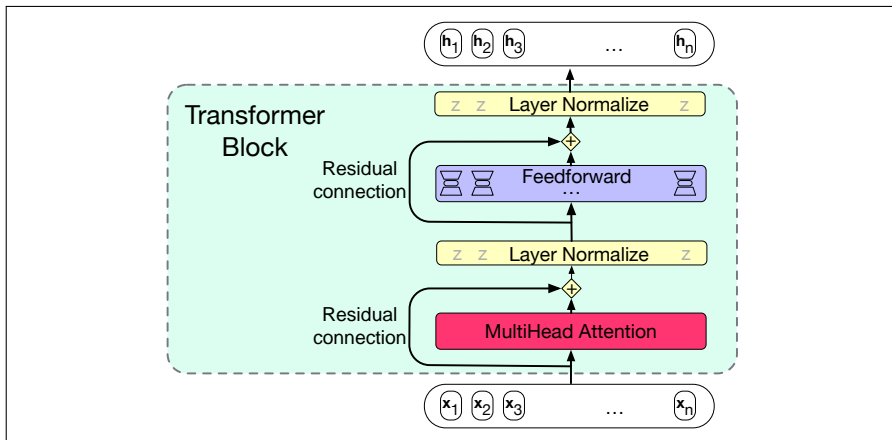 h1 h2 h3 ... hn
Transformer
Block
z z Layer Normalize z
+
Residual
connection
Feedforward
...
z z Layer Normalize z
+
Residual
connection
MultiHead Attention
x1 x2 x3 ... xn